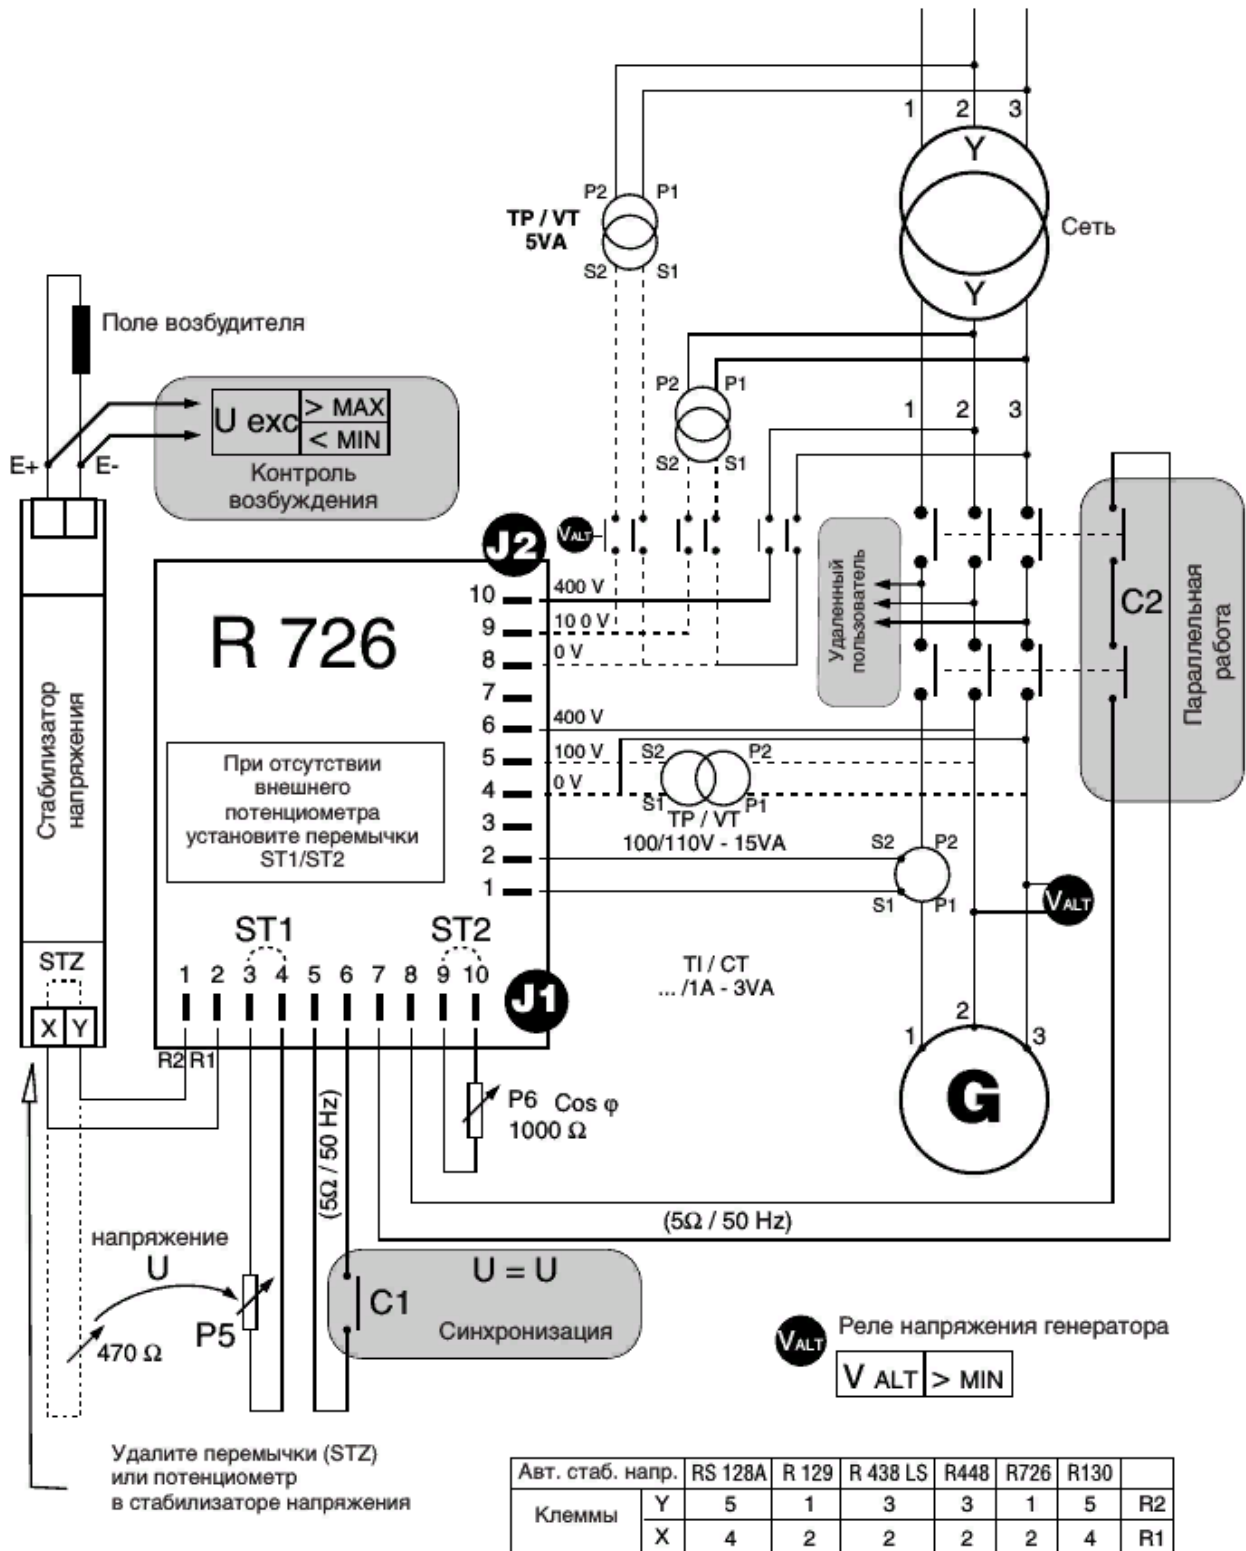 1 2 3
Y
P2 P1
TP / VT
5VA
Сеть
S2 S1
Y
Поле возбудителя
P2 P1
1 2 3
U exc > MAX
< MIN
E+ E-
Контроль
возбуждения
S2 S1
J2
VALT
Удаленный
пользователь
C2
Параллельная
работа
R 726
10 400 V
9 10 0 V
8 0 V
7
6 400 V
5 100 V
4 0 V
3
2
1
S2 P2
S1 P1
TP / VT
100/110V - 15VA
Стабилизатор
напряжения
При отсутствии
внешнего
потенциометра
установите перемычки
ST1/ST2
S2 P2
S1 P1
VALT
ST1 ST2
STZ
1 2 3 4 5 6 7 8 9 10
J1
TI / CT
... /1A - 3VA
X Y
R2 R1
1 2 3
G
P6 Cos φ
1000 Ω
(5Ω / 50 Hz)
(5Ω / 50 Hz)
напряжение
U
P5
470 Ω
U = U
C1
Синхронизация
VALT
Реле напряжения генератора
V ALT > MIN
Удалите перемычки (STZ)
или потенциометр
в стабилизаторе напряжения
Авт. стаб. напр. RS 128A R 129 R 438 LS R448 R726 R130
Клеммы
Y 5 1 3 3 1 5 R2
X 4 2 2 2 2 4 R1